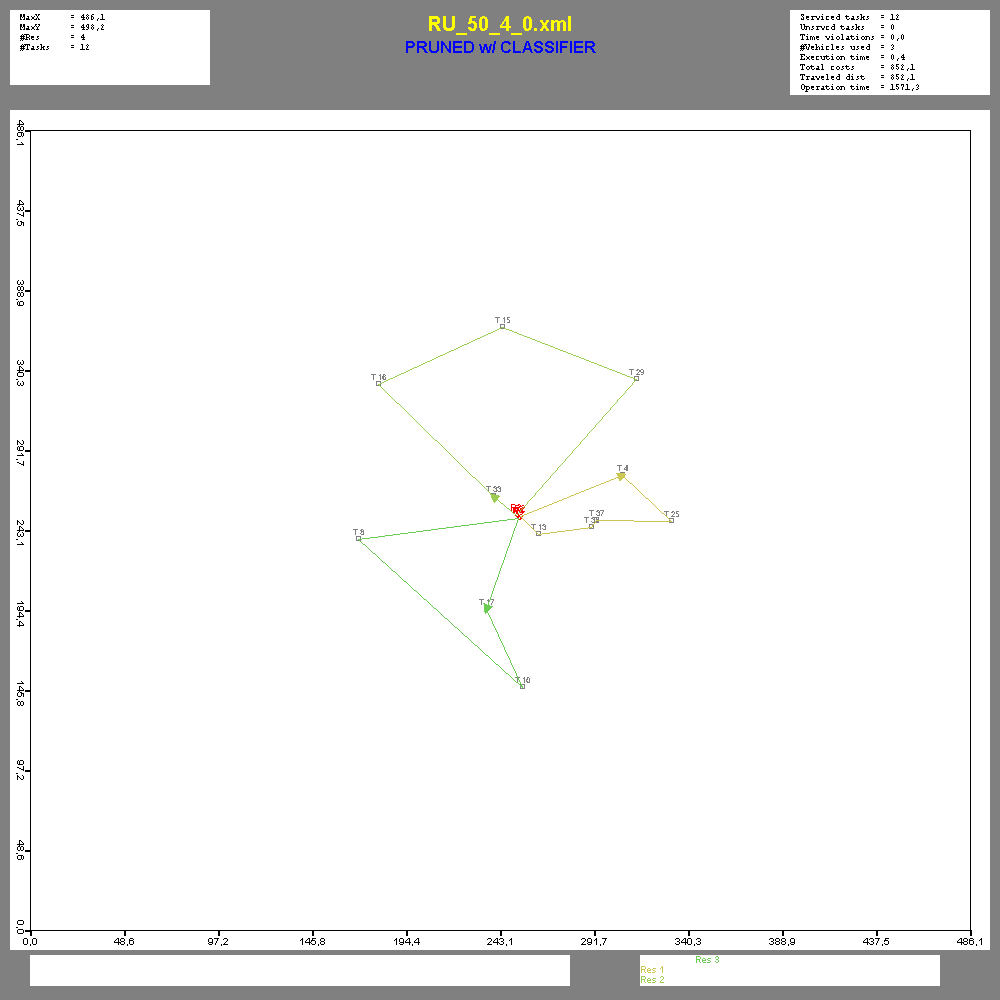 MaxX = 486,1
MaxY = 498,2
#Res = 4
#Tasks = 12
RU_50_4_0.xml
PRUNED w/ CLASSIFIER
Serviced tasks = 12
Unsrvcd tasks = 0
Time violations = 0,0
#Vehicles used = 3
Execution time = 0,4
Total costs = 852,1
Traveled dist = 852,1
Operation time = 1571,3
486,1
437,5
388,9
340,3
291,7
243,1
194,4
145,8
97,2
48,6
0,0
T 15
T 29
T 16
T 4
T 33
T 37
T 25
T 13
T 17
T 10
0,0 48,6 97,2 145,8 194,4 243,1 291,7 340,3 388,9 437,5 486,1
Res 3
Res 1
Res 2